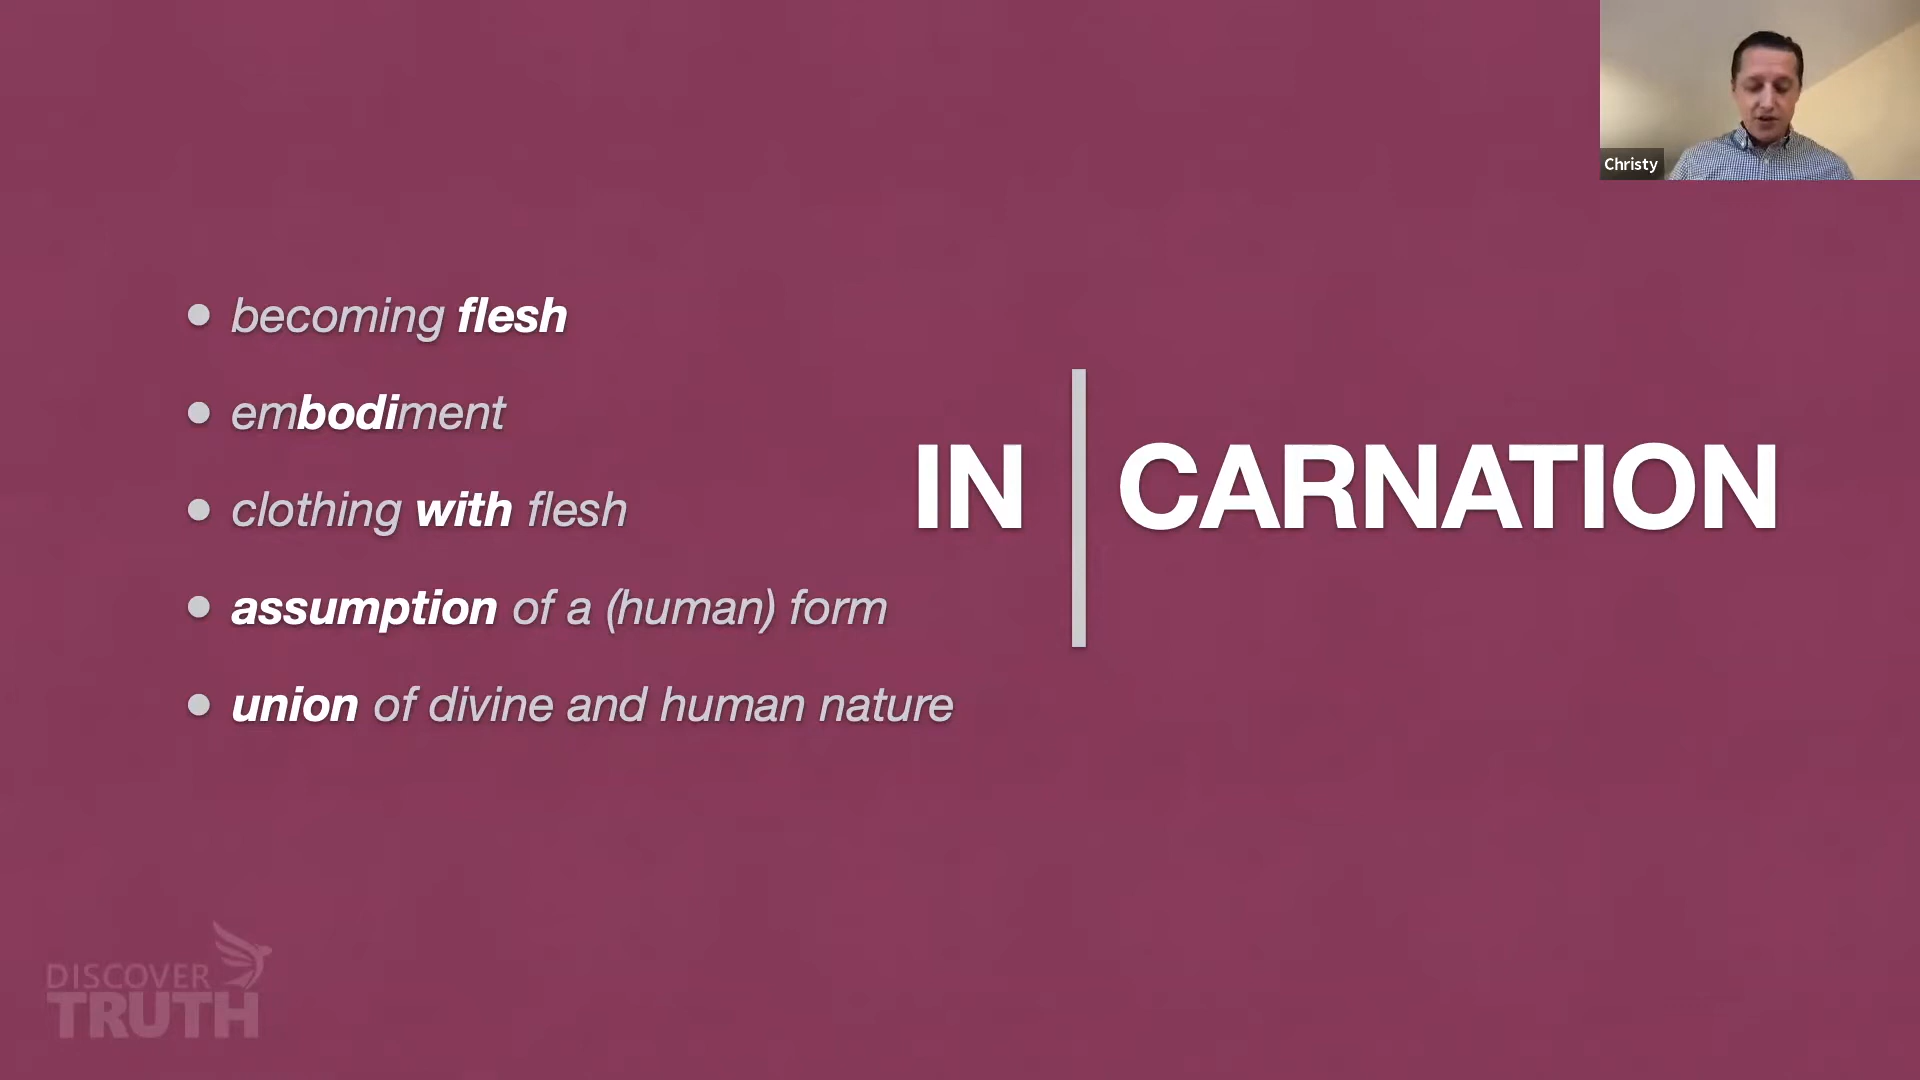 Christy
• becoming flesh
• embodiment
• clothing with flesh
• assumption of a (human) form
• union of divine and human nature
IN | CARNATION
DISCOVER
TRUTH